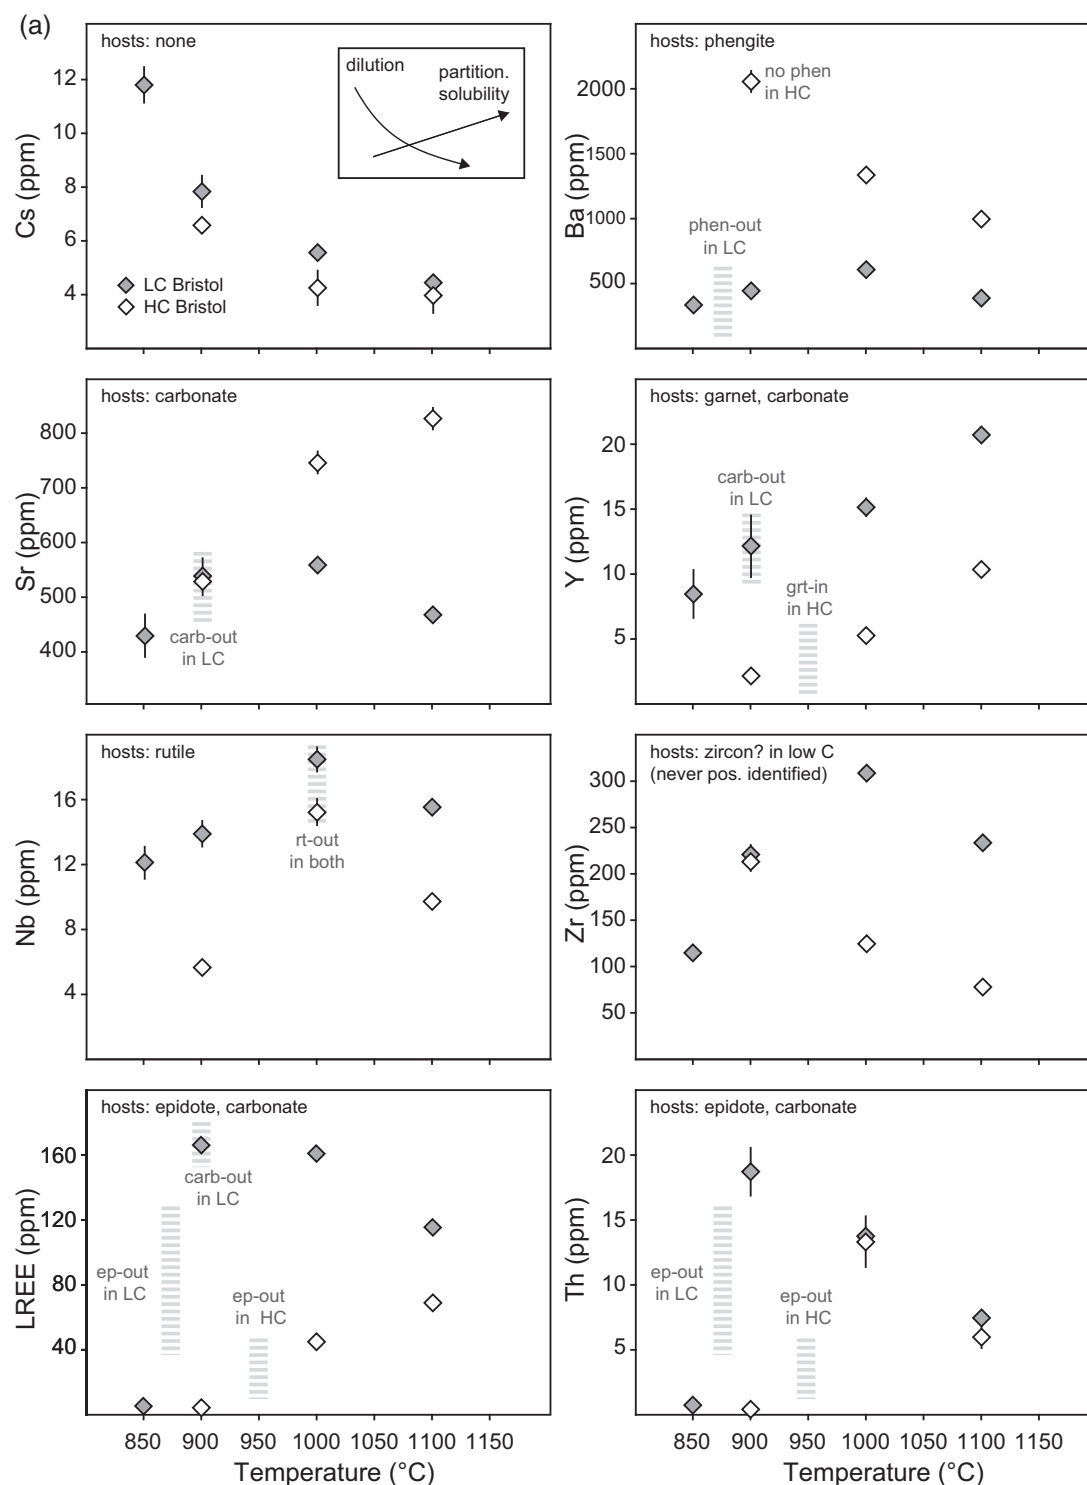 (a)
hosts: none
dilution
partition.
solubility
12
10
8
6
4
Cs (ppm)
LC Bristol
HC Bristol
hosts: phengite
no phen
in HC
phen-out
in LC
2000
1500
1000
500
Ba (ppm)
hosts: carbonate
800
700
600
500
400
Sr (ppm)
carb-out
in LC
hosts: garnet, carbonate
carb-out
in LC
grt-in
in HC
20
15
10
5
Y (ppm)
hosts: rutile
16
12
8
4
Nb (ppm)
rt-out
in both
hosts: zircon? in low C
(never pos. identified)
300
250
200
150
100
50
Zr (ppm)
hosts: epidote, carbonate
carb-out
in LC
ep-out
in LC
ep-out
in HC
160
120
80
40
LREE (ppm)
850 900 950 1000 1050 1100 1150
Temperature (°C)
hosts: epidote, carbonate
ep-out
in LC
ep-out
in HC
20
15
10
5
Th (ppm)
850 900 950 1000 1050 1100 1150
Temperature (°C)